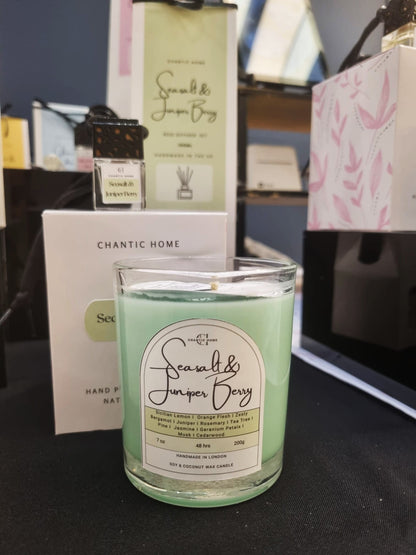 CHANTIC HOME
Seasalt &
Juniper Berry
REED DIFFUSER SET
HANDMADE IN THE UK
CHANTIC HOME
Seasalt &
Juniper Berry
CHANTIC HOME
HAND
CHANTIC HOME
Seasalt &
Juniper Berry
Sicilian Lemon | Orange Flesh | Zesty
Bergamot | Juniper | Rosemary | Tea Tree |
Pine | Jasmine | Geranium Petals |
Musk | Cedarwood
7 oz 48 hrs 200g
HANDMADE IN LONDON
SOY & COCONUT WAX CANDLE